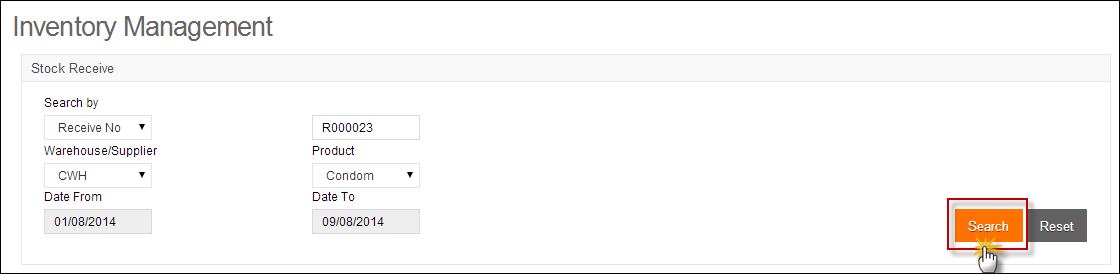 Inventory Management
Stock Receive
Search by
Receive No R000023
Warehouse/Supplier Product
CWH Condom
Date From Date To
01/08/2014 09/08/2014
Search Reset